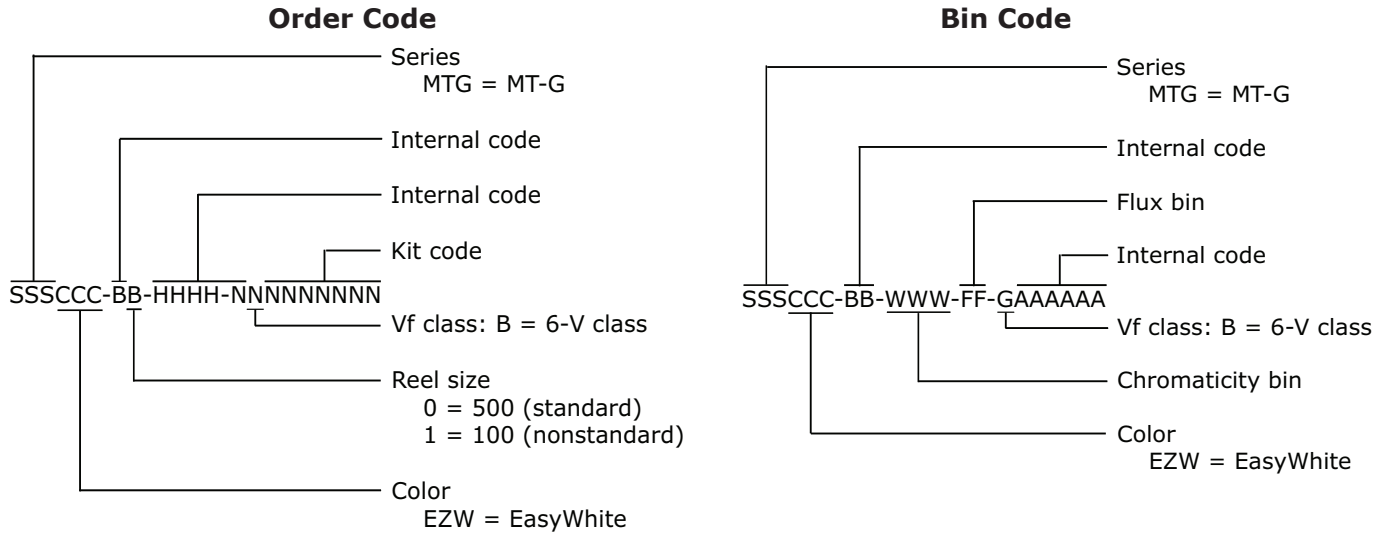 Order Code
Series
MTG = MT-G
Internal code
Internal code
Kit code
SSSCCC-BB-HHHH-NNNNNNNNN
Vf class: B = 6-V class
Reel size
0 = 500 (standard)
1 = 100 (nonstandard)
Color
EZW = EasyWhite
Bin Code
Series
MTG = MT-G
Internal code
Flux bin
Internal code
SSSCCC-BB-WWW-FF-GAAAAAA
Vf class: B = 6-V class
Chromaticity bin
Color
EZW = EasyWhite